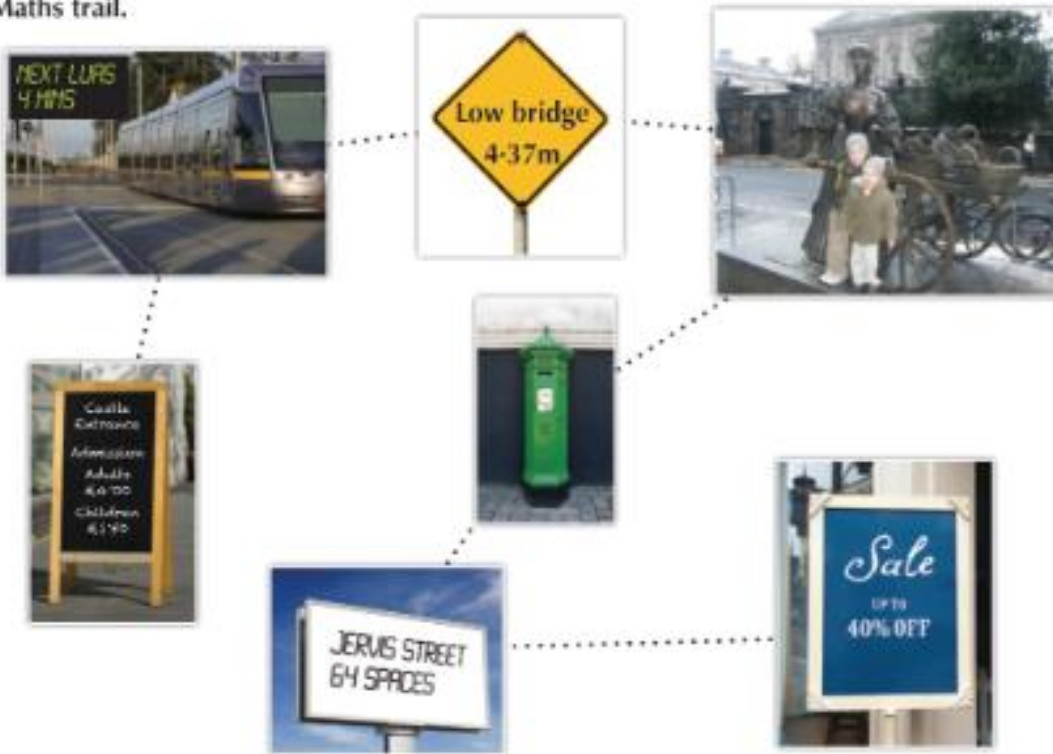 Maths trail.
NEXT LUAS
4 MINS
Low bridge
4·37m
Castle
Entrance
Admission
Adults
Children
JERVIS STREET
64 SPACES
Sale
UP TO
40% OFF